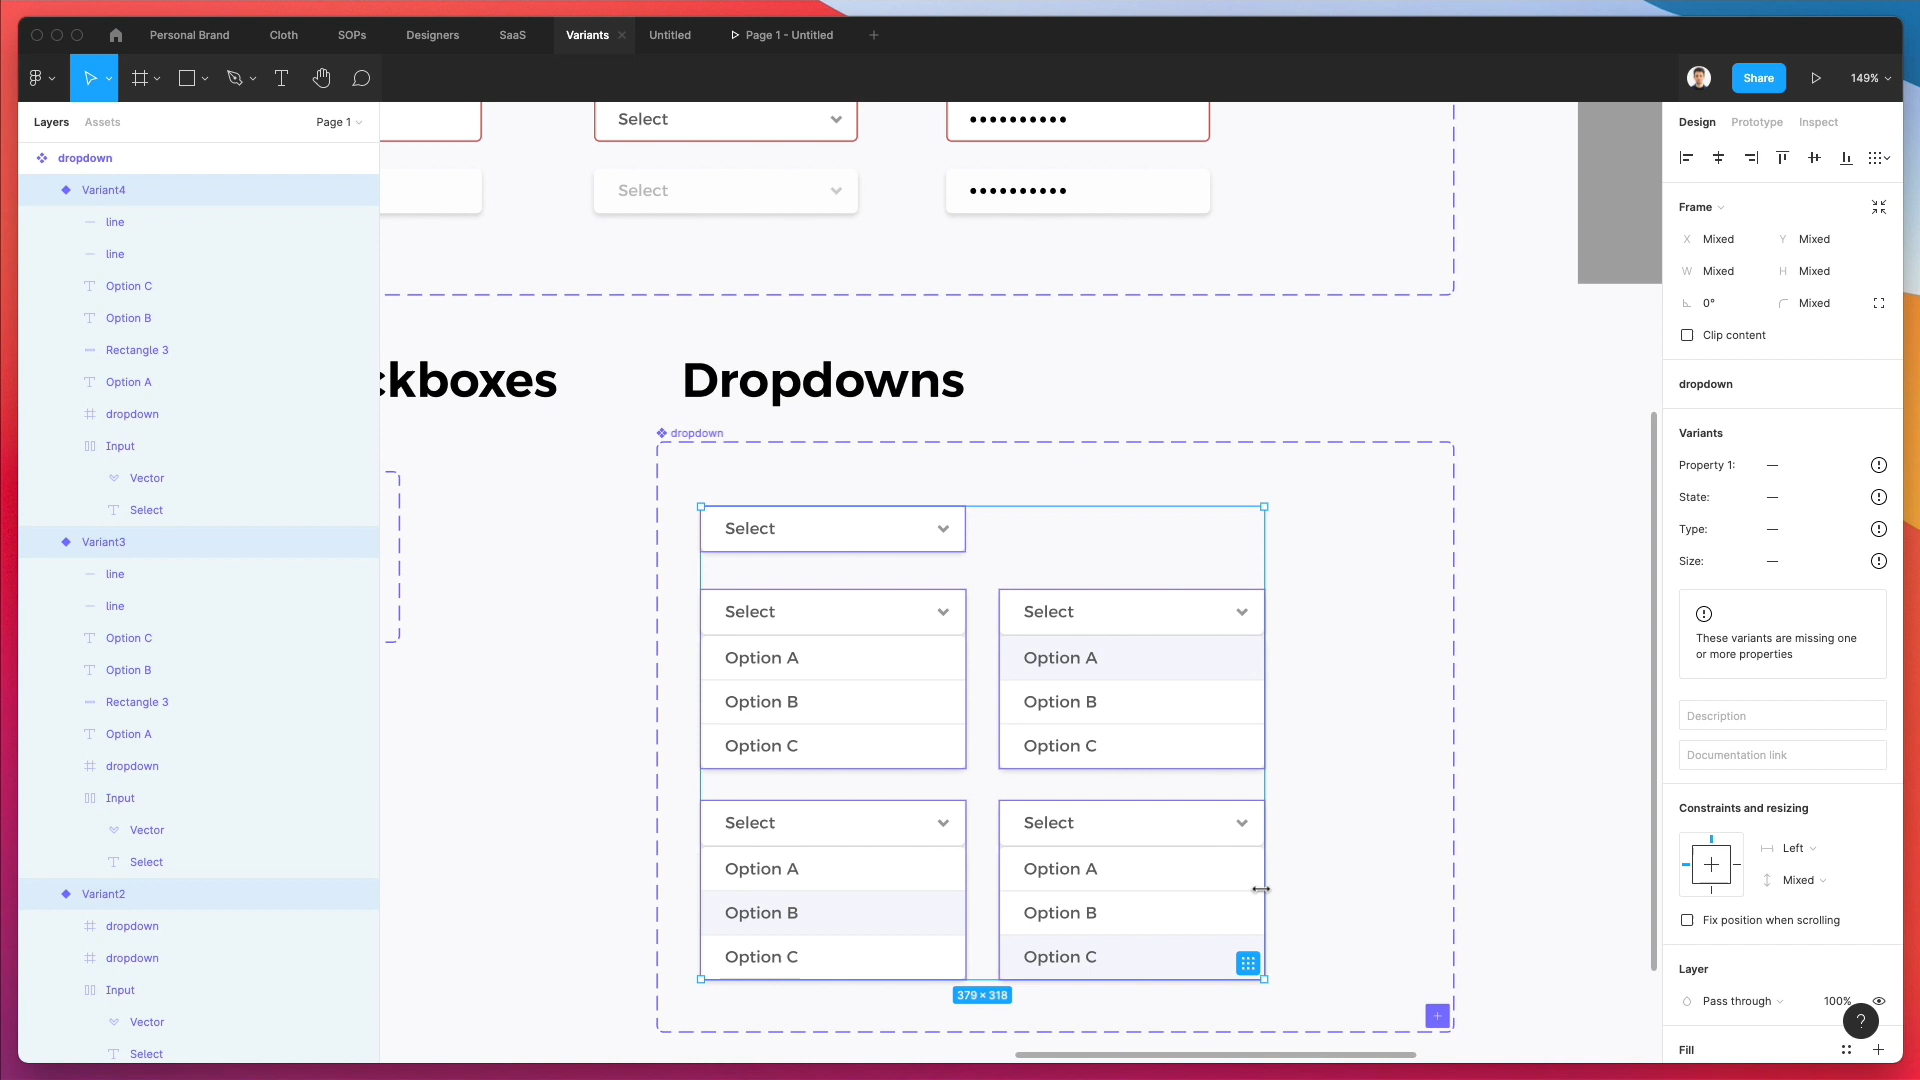 Personal Brand
Cloth
SOPs
Designers
SaaS
Variants
Untitled
Page 1 - Untitled
Share
149%
Layers
Assets
Page 1
dropdown
Variant4
line
line
Option C
Option B
Rectangle 3
Option A
dropdown
Input
Vector
Select
Variant3
line
line
Option C
Option B
Rectangle 3
Option A
dropdown
Input
Vector
Select
Variant2
dropdown
dropdown
Input
Vector
Select
Select
Select
ckboxes
Dropdowns
dropdown
Select
Select
Option A
Option B
Option C
Select
Option A
Option B
Option C
Select
Option A
Option B
Option C
Select
Option A
Option B
Option C
379 × 318
Design
Prototype
Inspect
Frame
X Mixed
Y Mixed
W Mixed
H Mixed
0°
Mixed
Clip content
dropdown
Variants
Property 1: —
State: —
Type: —
Size: —
These variants are missing one
or more properties
Description
Documentation link
Constraints and resizing
Left
Mixed
Fix position when scrolling
Layer
Pass through
100%
?
Fill